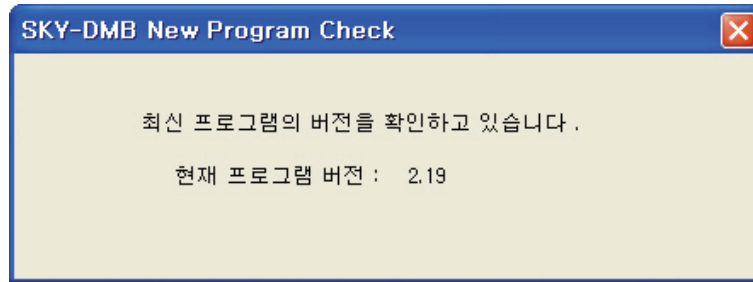 SKY-DMB New Program Check
최신 프로그램의 버전을 확인하고 있습니다 .
현재 프로그램 버전 : 2.19